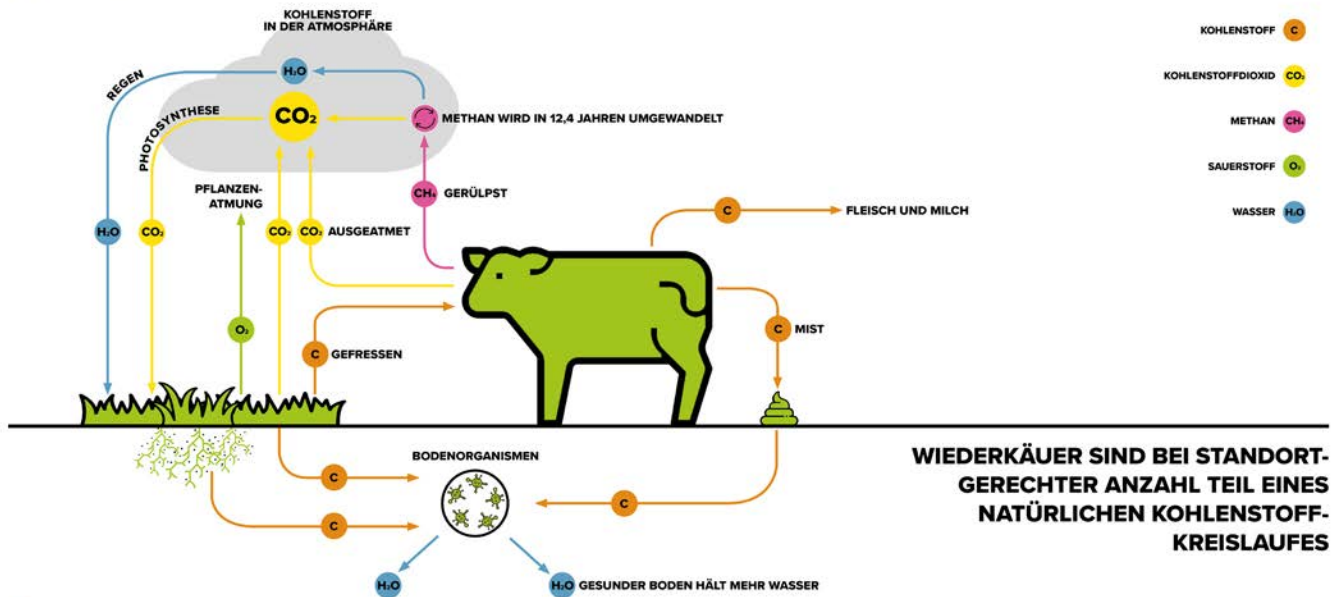 KOHLENSTOFF
IN DER ATMOSPHÄRE
KOHLENSTOFF C
KOHLENSTOFFDIOXID CO₂
METHAN CH₄
SAUERSTOFF O₂
WASSER H₂O
H₂O
REGEN
CO₂
METHAN WIRD IN 12,4 JAHREN UMGEWANDELT
PHOTOSYNTHESE
PFLANZEN-
ATMUNG
CH₄ GERÜLPST
C FLEISCH UND MILCH
H₂O
CO₂
CO₂
CO₂ AUSGEATMET
O₂
C GEFRESSEN
C MIST
BODENORGANISMEN
C
C
C
H₂O
H₂O GESUNDER BODEN HÄLT MEHR WASSER
WIEDERKÄUER SIND BEI STANDORT-
GERECHTER ANZAHL TEIL EINES
NATÜRLICHEN KOHLENSTOFF-
KREISLAUFES